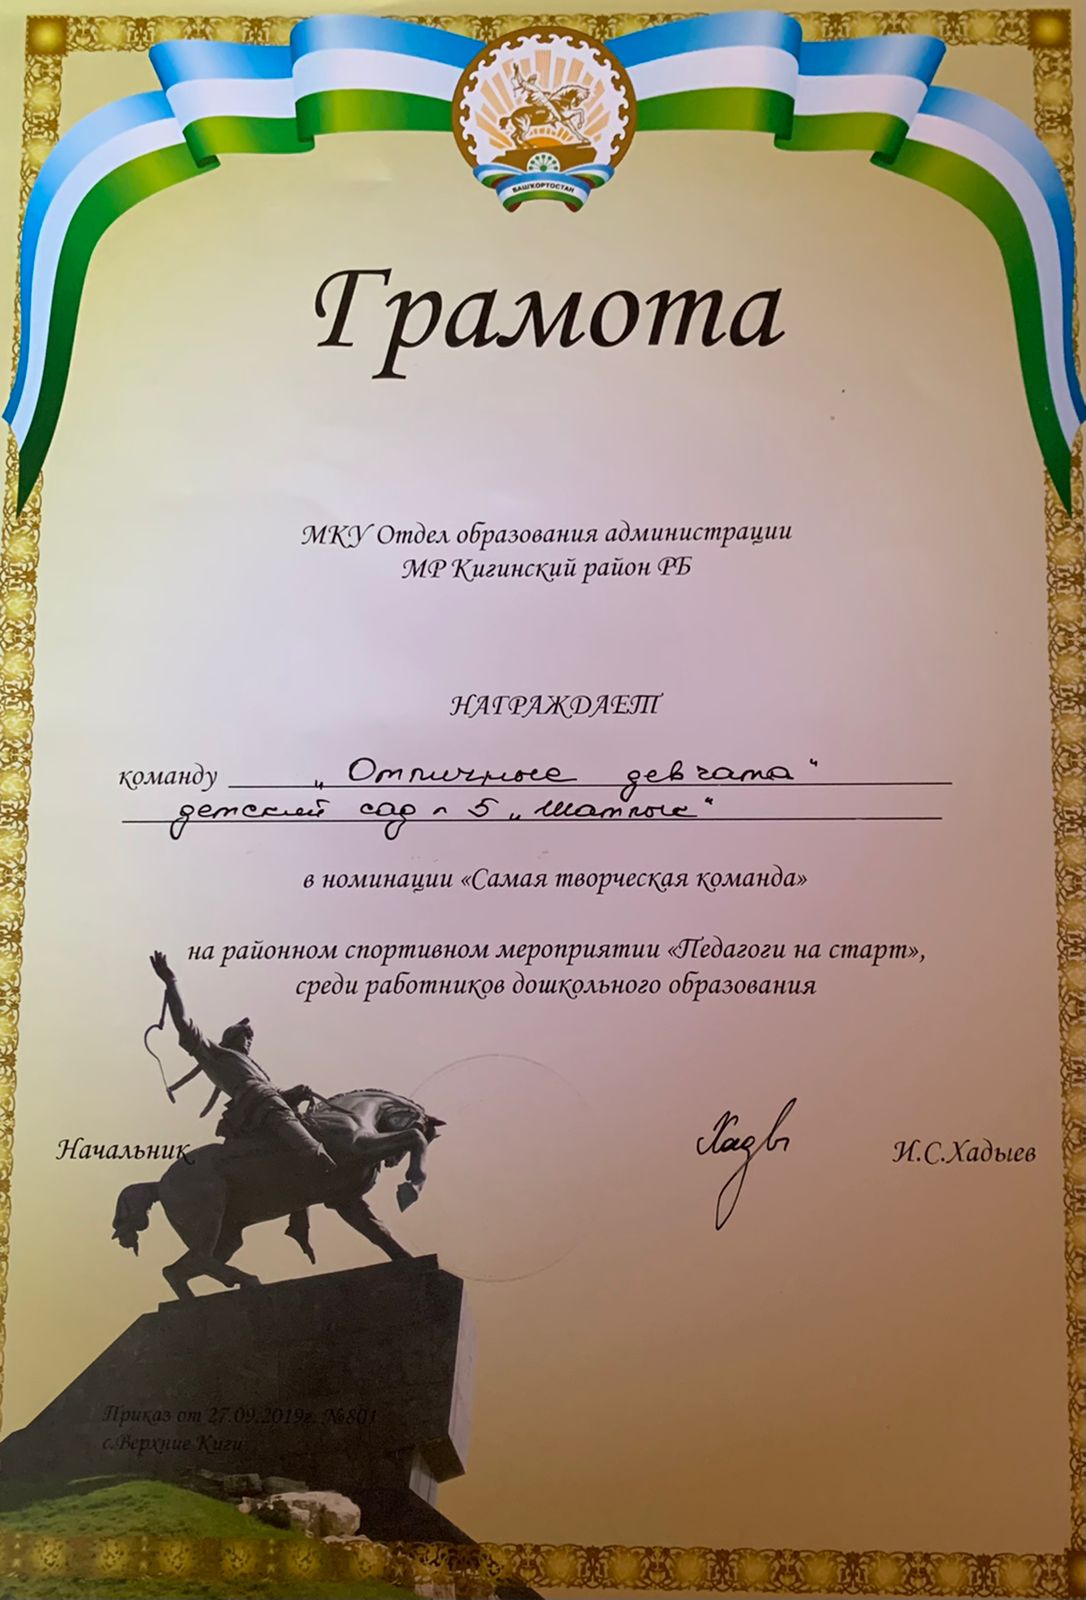 БАШҠОРТОСТАН
Грамота
МКУ Отдел образования администрации
МР Кигинский район РБ
НАГРАЖДАЕТ
команду „Отличные девчата“
детский сад № 5 „Шатлык“
в номинации «Самая творческая команда»
на районном спортивном мероприятии «Педагоги на старт»,
среди работников дошкольного образования
Начальник И.С.Хадыев
Приказ от 27.09.2019г. №801
с.Верхние Киги